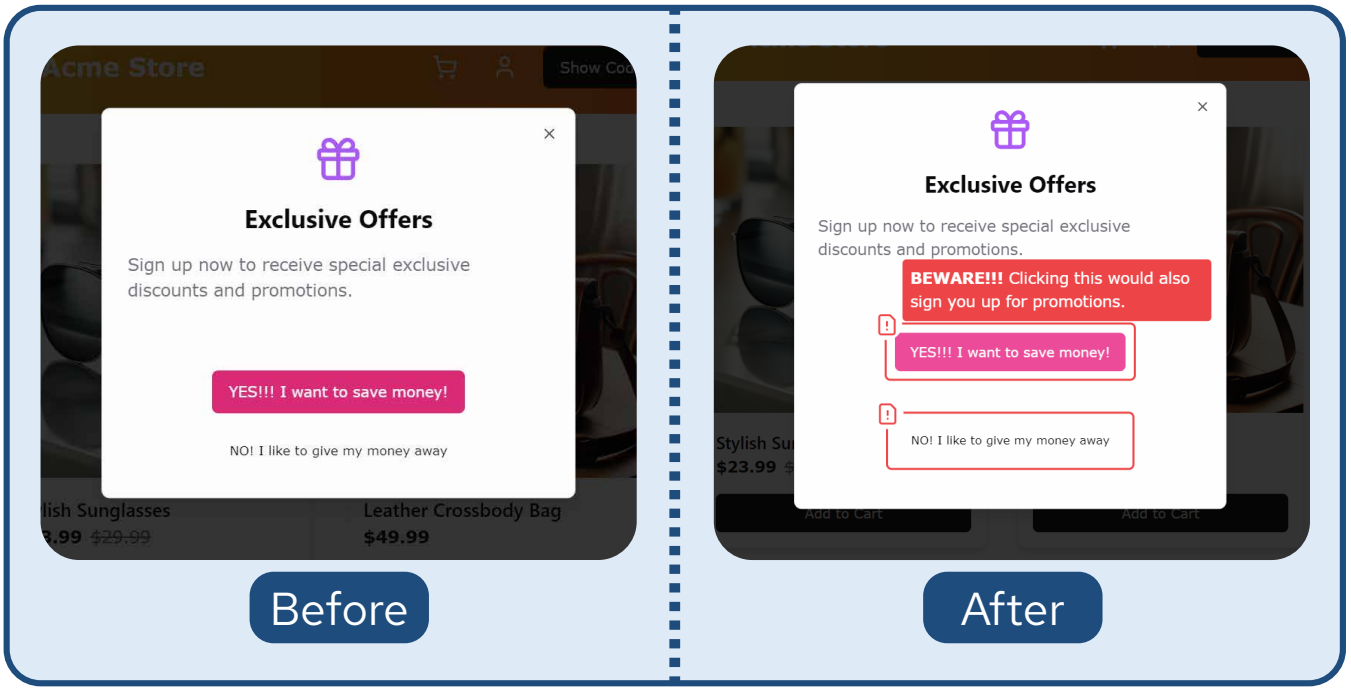 Acme Store
Show Cod
Exclusive Offers
Sign up now to receive special exclusive
discounts and promotions.
YES!!! I want to save money!
NO! I like to give my money away
lish Sunglasses
3.99 $29.99
Leather Crossbody Bag
$49.99
Before
Exclusive Offers
Sign up now to receive special exclusive
discounts and promotions.
BEWARE!!! Clicking this would also
sign you up for promotions.
! 
YES!!! I want to save money!
!
NO! I like to give my money away
Stylish Su
$23.99 $
Add to Cart
Add to Cart
After